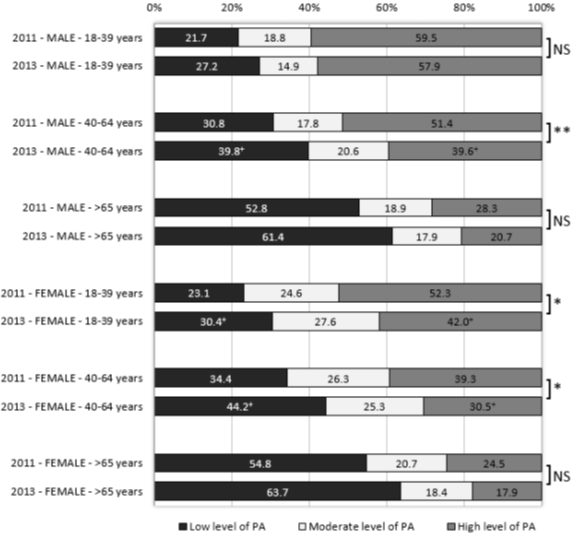 0% 20% 40% 60% 80% 100%
2011 - MALE - 18-39 years 21.7 18.8 59.5
NS
2013 - MALE - 18-39 years 27.2 14.9 57.9
2011 - MALE - 40-64 years 30.8 17.8 51.4
**
2013 - MALE - 40-64 years 39.8+ 20.6 39.6+
2011 - MALE - >65 years 52.8 18.9 28.3
NS
2013 - MALE - >65 years 61.4 17.9 20.7
2011 - FEMALE - 18-39 years 23.1 24.6 52.3
*
2013 - FEMALE - 18-39 years 30.4+ 27.6 42.0+
2011 - FEMALE - 40-64 years 34.4 26.3 39.3
*
2013 - FEMALE - 40-64 years 44.2+ 25.3 30.5+
2011 - FEMALE - >65 years 54.8 20.7 24.5
NS
2013 - FEMALE - >65 years 63.7 18.4 17.9
Low level of PA Moderate level of PA High level of PA